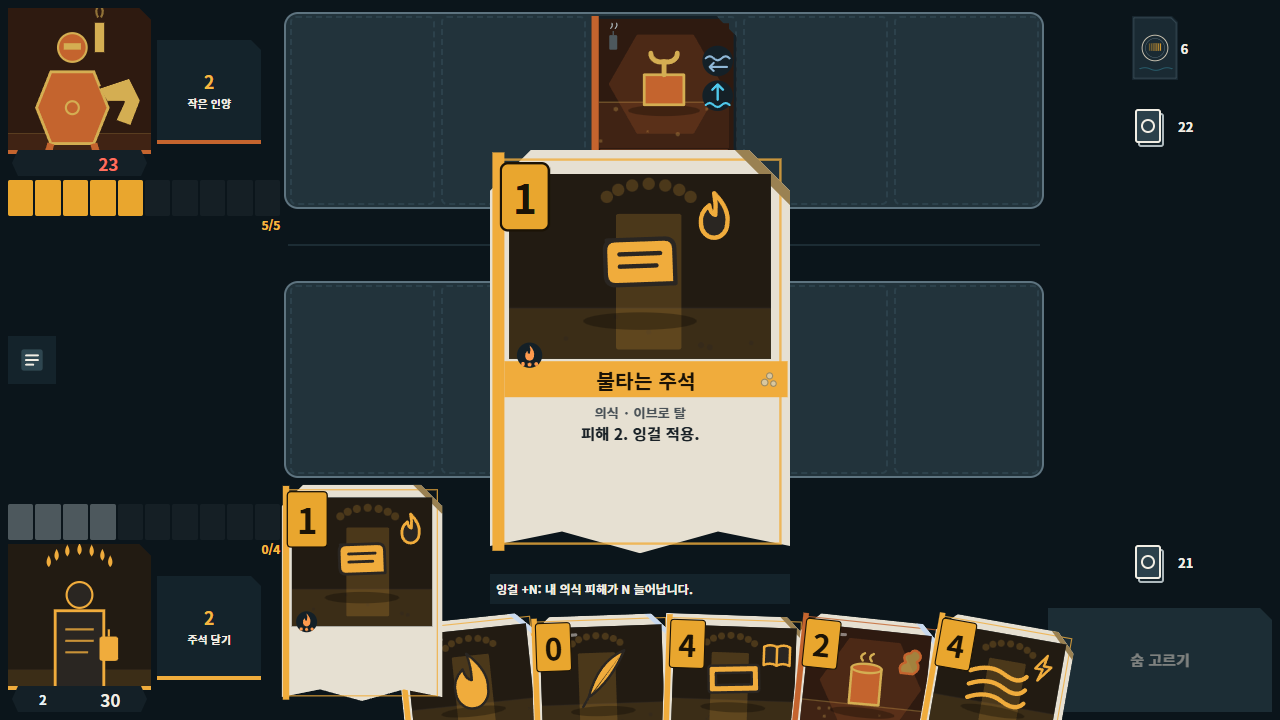 2
작은 인양
23
5/5
6
22
1
불타는 주석
의식 · 이브로 탈
피해 2. 잉걸 적용.
잉걸 +N: 내 의식 피해가 N 늘어납니다.
0/4
1
2
주석 달기
2
30
0
4
2
4
21
숨 고르기